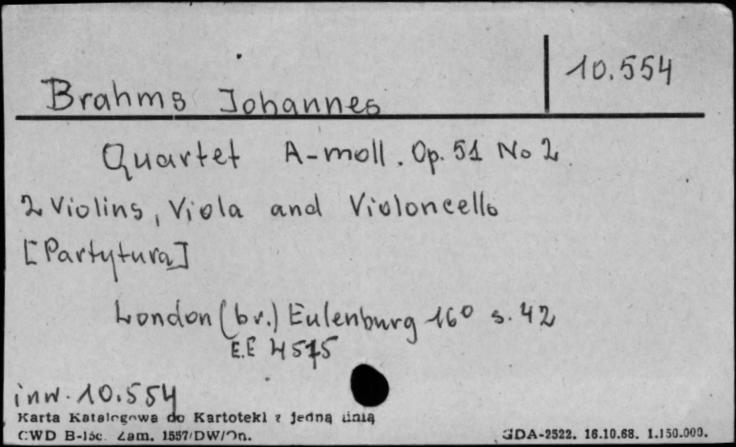 10.554
Brahms Johannes
Quartet A-moll. Op. 51 No 2
2 Violins, Viola and Violoncello
[Partytura]
London (br.) Eulenburg 16° s. 42
E.E 4575
inw. 10.554
Karta Katalogowa do Kartoteki z jedną linią
CWD B-15c. Zam. 1557/DW/On. GDA-2522. 16.10.68. 1.150.000.